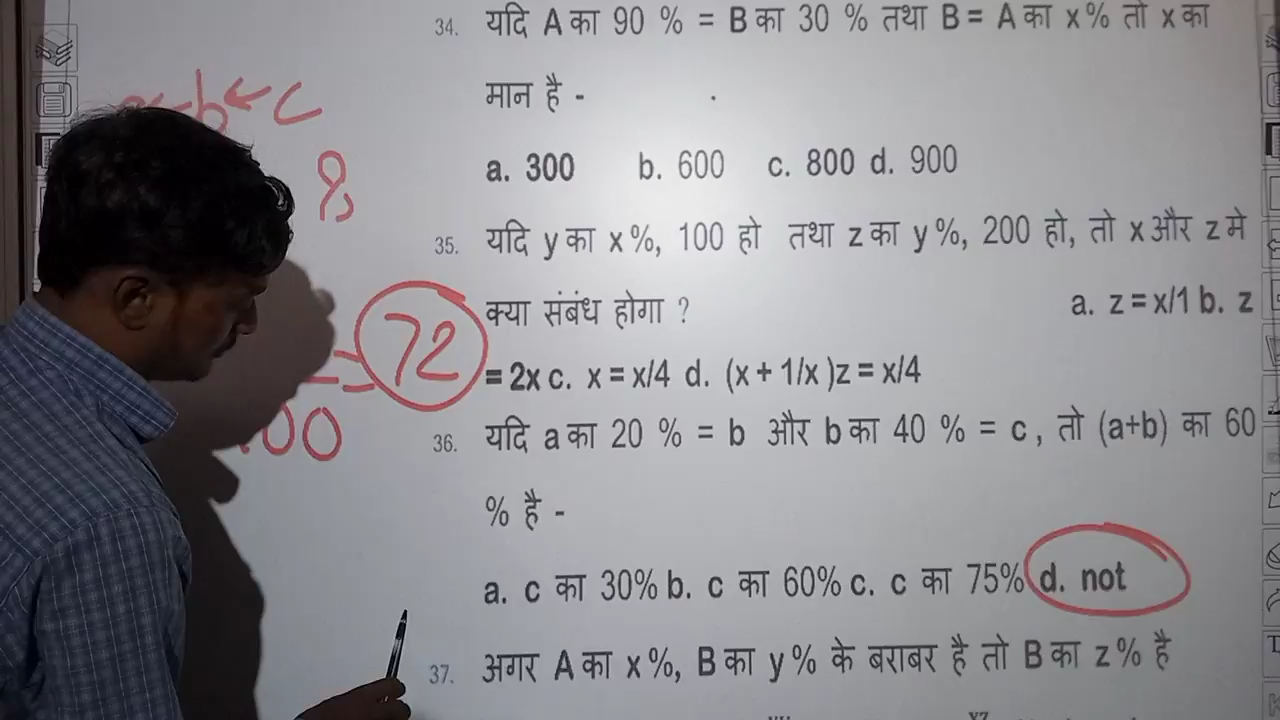 34. यदि A का 90 % = B का 30 % तथा B = A का x % तो x का
मान है -
a. 300 b. 600 c. 800 d. 900
35. यदि y का x %, 100 हो तथा z का y %, 200 हो, तो x और z मे
क्या संबंध होगा ? a. z = x/1 b. z
= 2x c. x = x/4 d. (x + 1/x )z = x/4
36. यदि a का 20 % = b और b का 40 % = c , तो (a+b) का 60
% है -
a. c का 30% b. c का 60% c. c का 75% d. not
37. अगर A का x %, B का y % के बराबर है तो B का z % है
b ← c
72
00